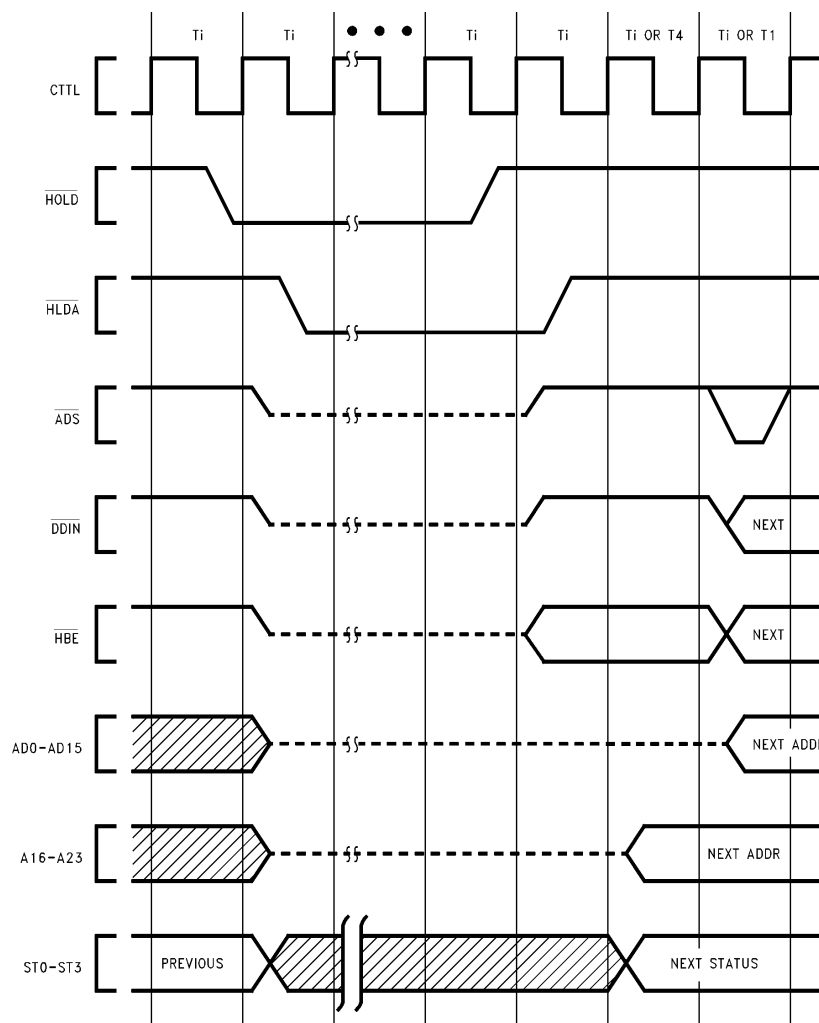 Ti Ti • • • Ti Ti Ti OR T4 Ti OR T1
CTTL
HOLD
HLDA
ADS
DDIN NEXT
HBE NEXT
AD0-AD15 NEXT ADD
A16-A23 NEXT ADDR
ST0-ST3 PREVIOUS NEXT STATUS